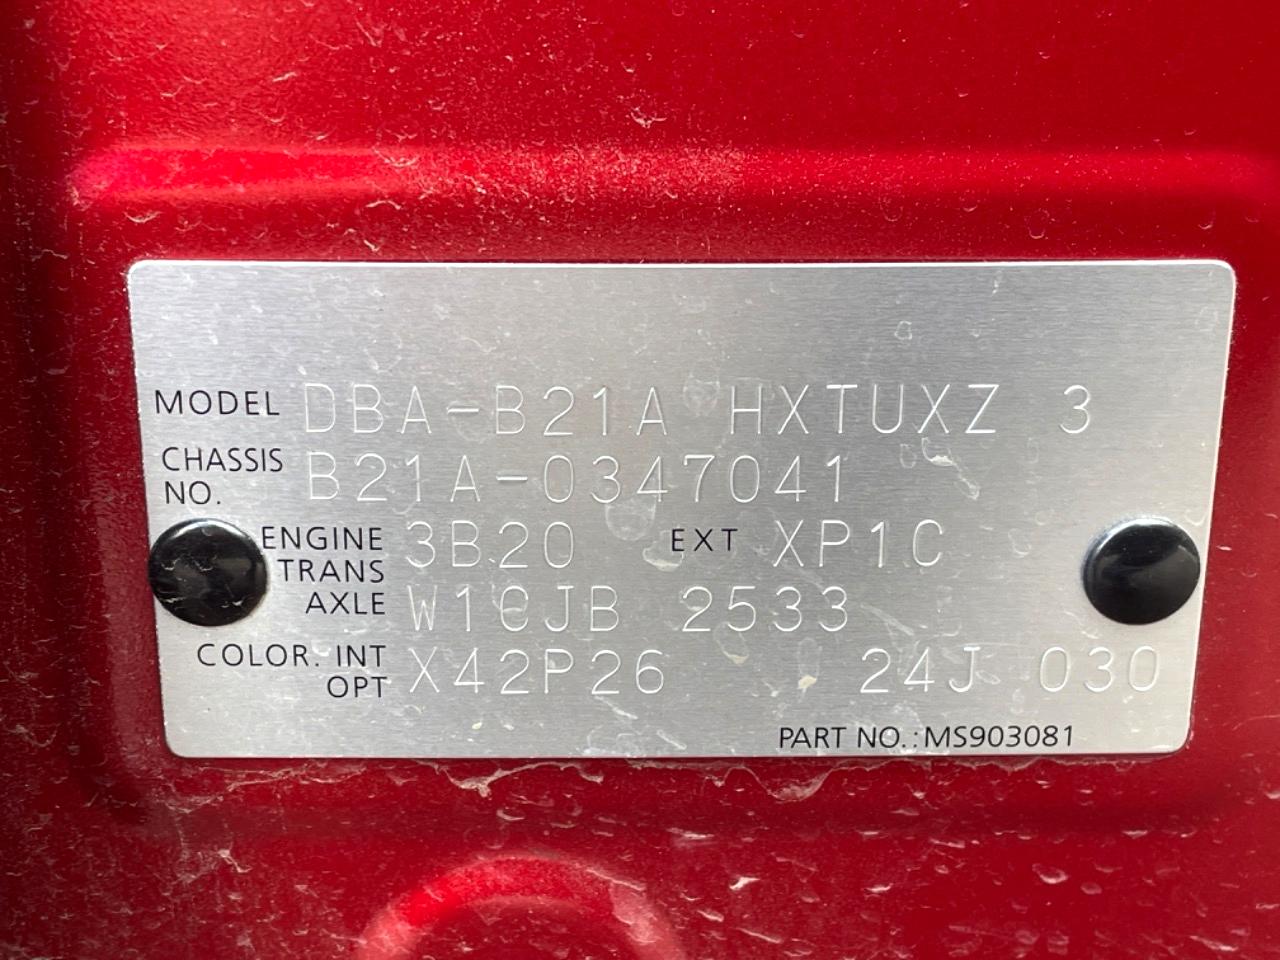 MODEL DBA-B21A HXTUXZ 3
CHASSIS NO. B21A-0347041
ENGINE 3B20 EXT XP1C
TRANS AXLE W1CJB 2533
COLOR. INT OPT X42P26 24J 030
PART NO.:MS903081